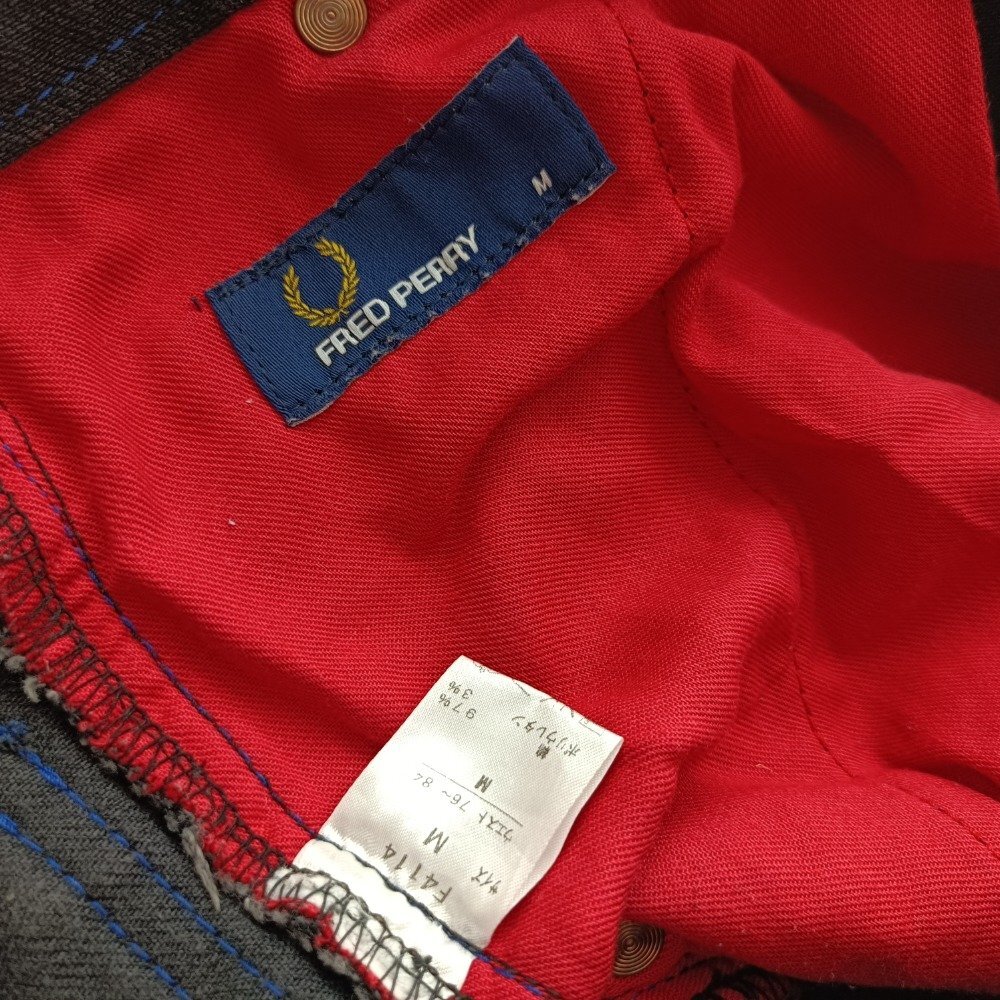 FRED PERRY
M
F4114
サイズ M
ウエスト 76~84
M
綿 97%
ポリウレタン 3%